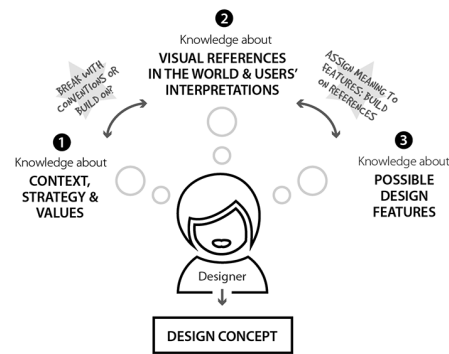 2
Knowledge about
VISUAL REFERENCES
IN THE WORLD & USERS'
INTERPRETATIONS
BREAK WITH
CONVENTIONS OR
BUILD ON?
ASSIGN MEANING TO
FEATURES; BUILD
ON REFERENCES
1
Knowledge about
CONTEXT,
STRATEGY &
VALUES
3
Knowledge about
POSSIBLE
DESIGN
FEATURES
Designer
DESIGN CONCEPT